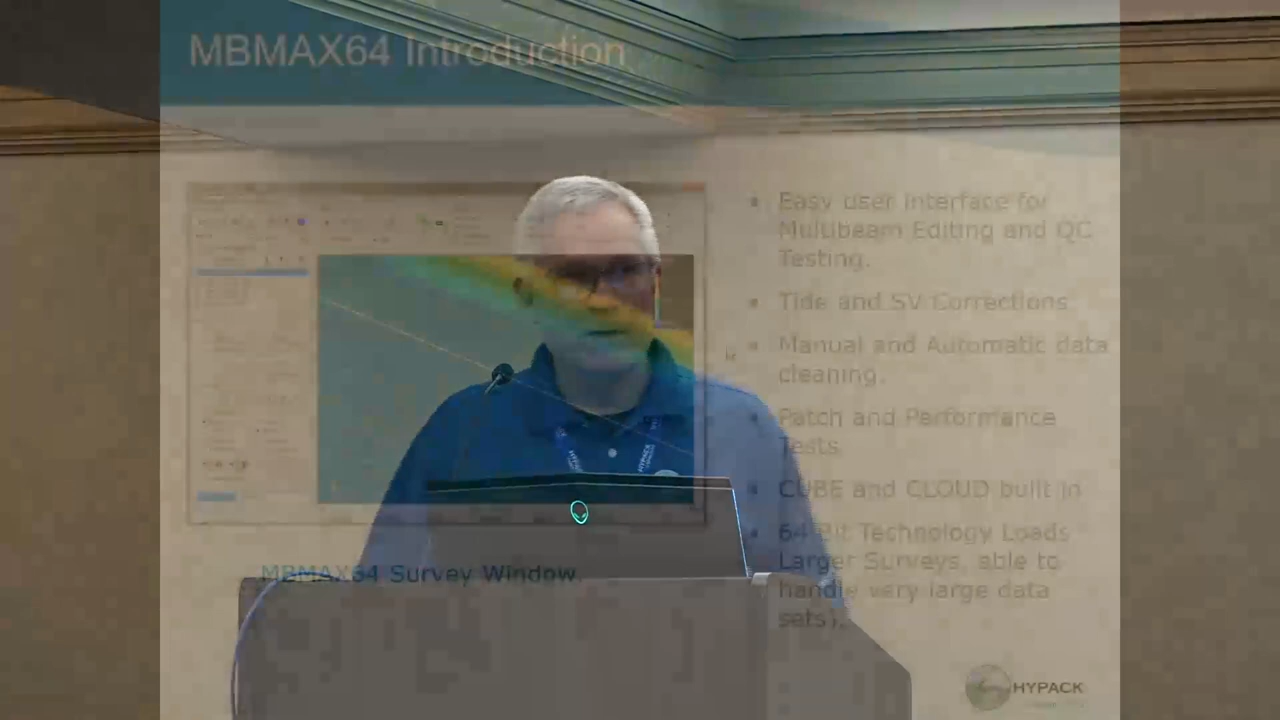 MBMAX64 Introduction
• Easy user interface for
Multibeam Editing and QC
Testing.
• Tide and SV Corrections
• Manual and Automatic data
cleaning.
• Patch and Performance
Tests
• CUBE and CLOUD built in
• 64 Bit Technology Loads
Larger Surveys, able to
handle very large data
sets).
MBMAX64 Survey Window.
HYPACK
HYPACK
HYPACK